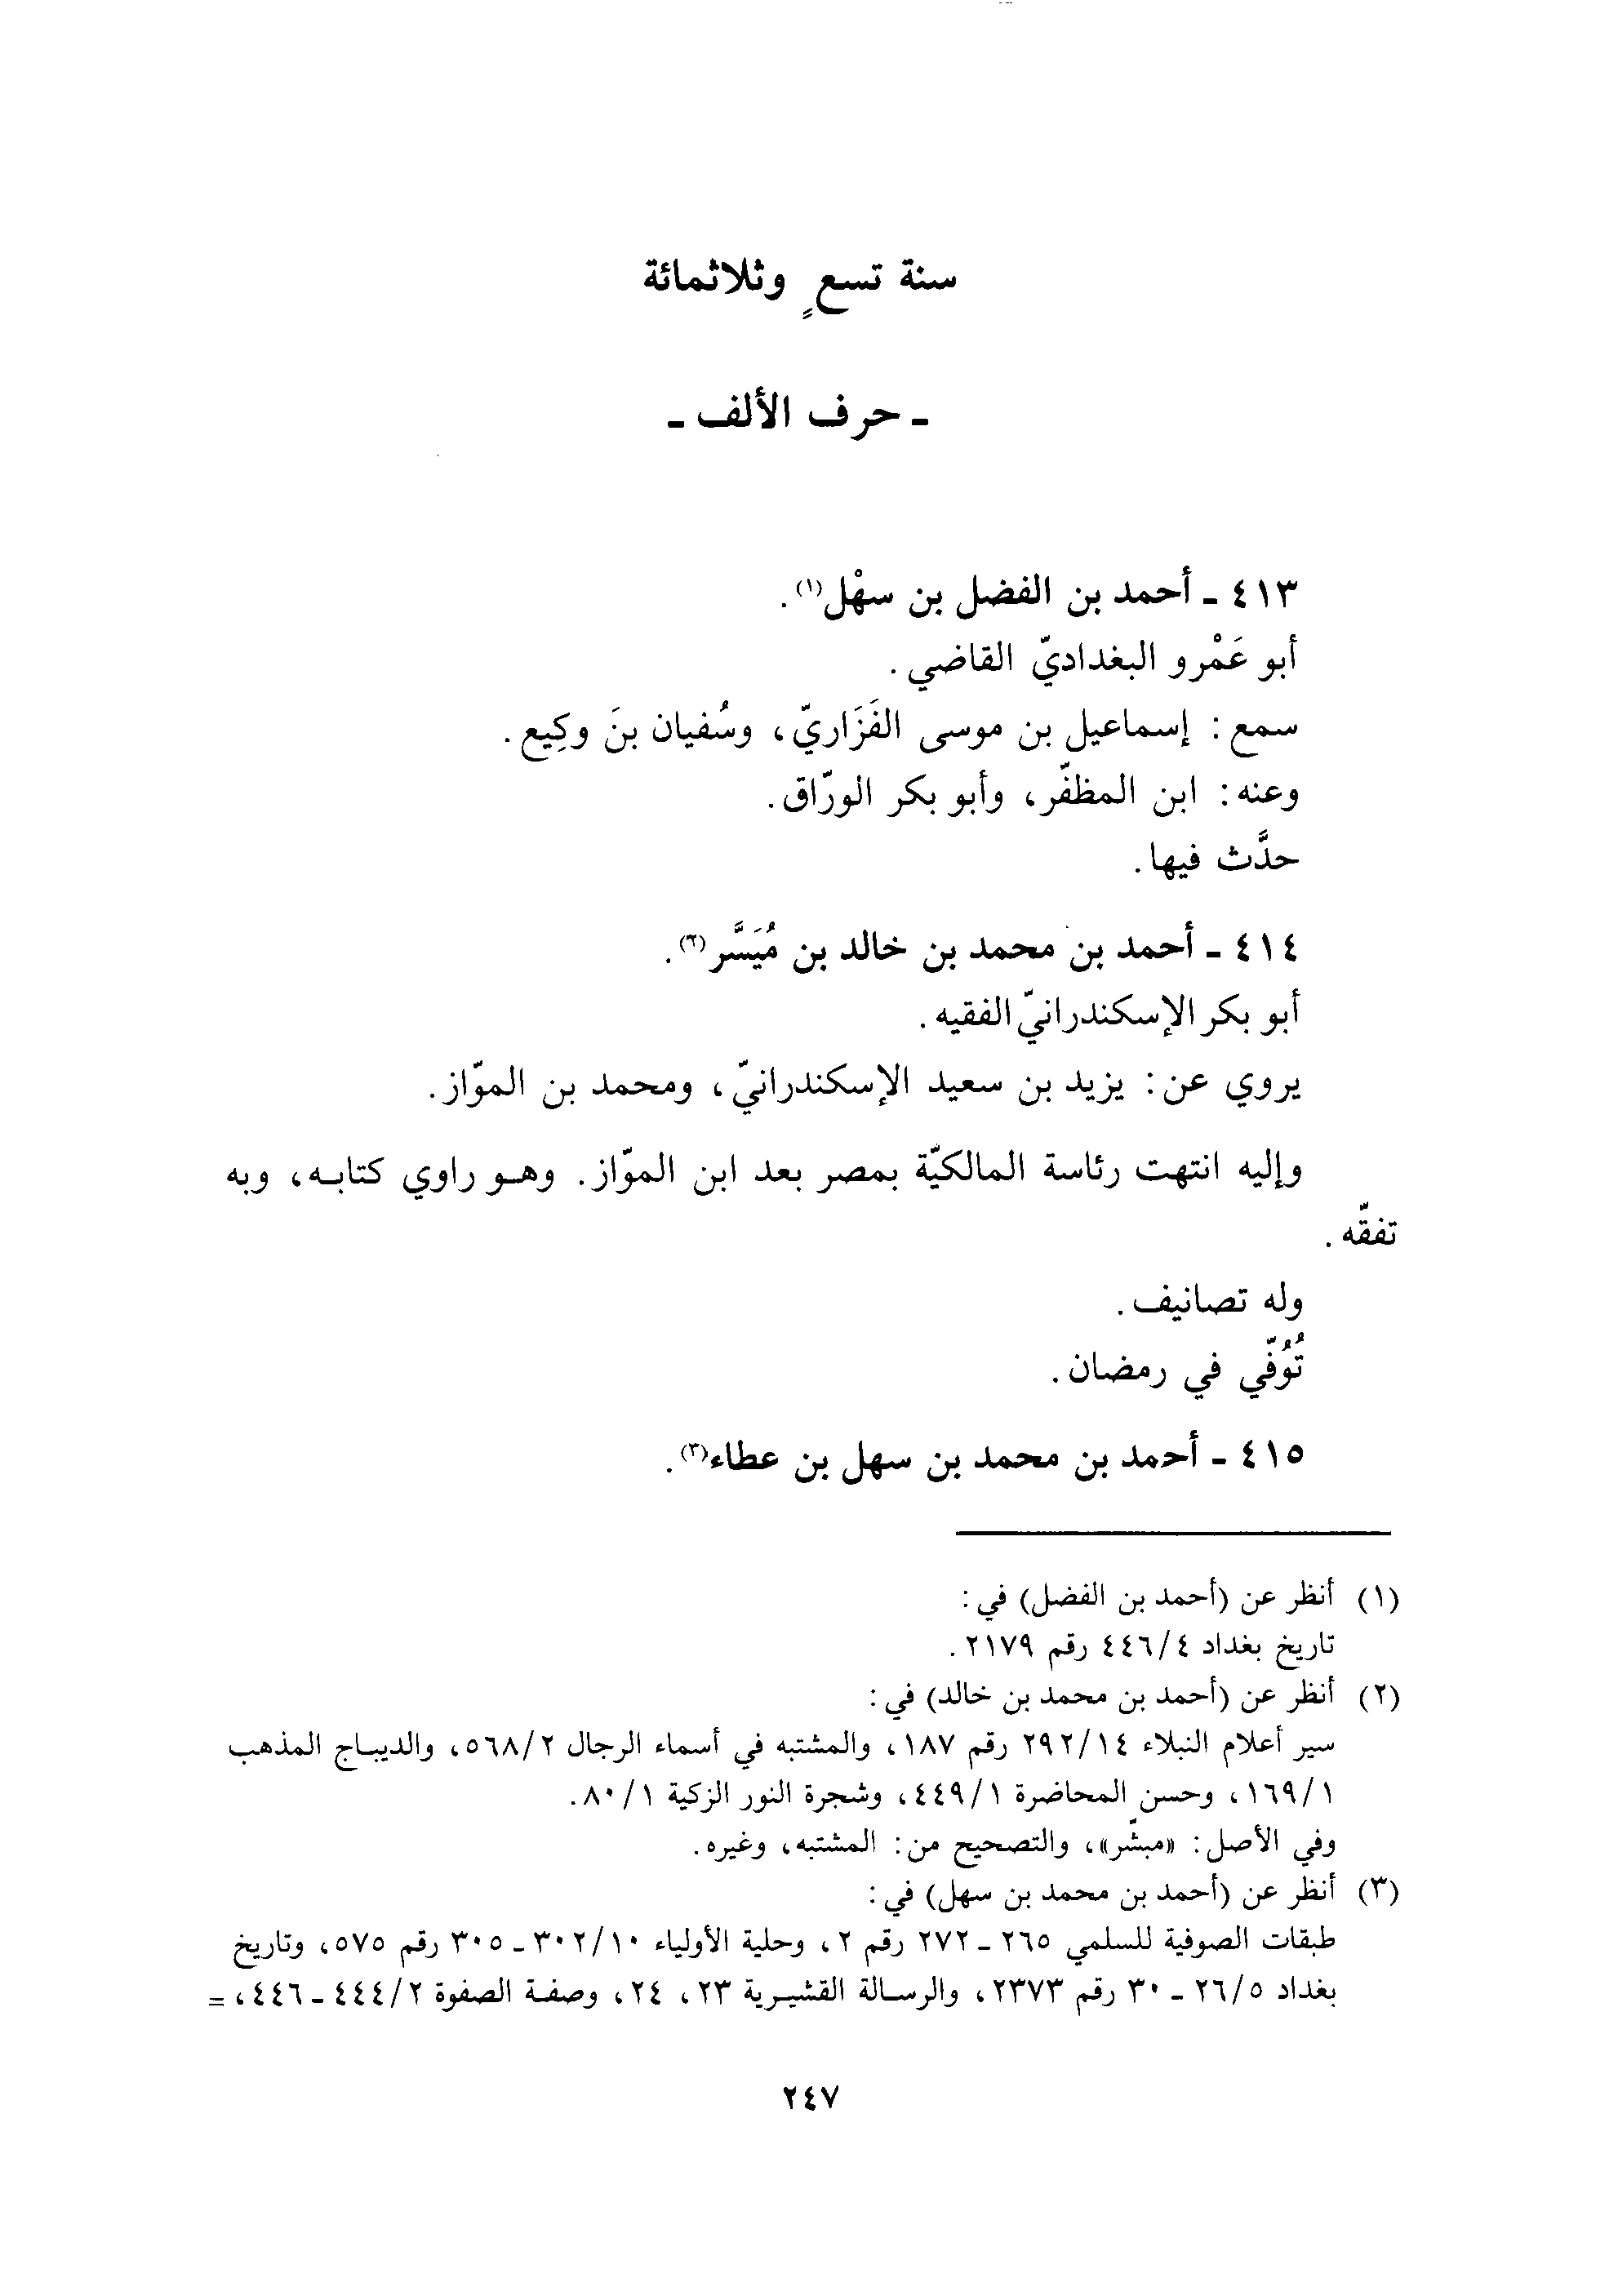 سنة تسعٍ وثلاثمائة
ـ حرف الألف ـ
٤١٣ ـ أحمد بن الفضل بن سهْل(١).
أبو عَمْرو البغداديّ القاضي.
سمع: إسماعيل بن موسى الفَزَاريّ، وسُفيان بنَ وكِيع.
وعنه: ابن المظفّر، وأبو بكر الورّاق.
حدَّث فيها.
٤١٤ ـ أحمد بن محمد بن خالد بن مُيَسَّر(٢).
أبو بكر الإسكندرانيّ الفقيه.
يروي عن: يزيد بن سعيد الإسكندرانيّ، ومحمد بن الموّاز.
وإليه انتهت رئاسة المالكيّة بمصر بعد ابن الموّاز. وهو راوي كتابه، وبه
تفقّه.
وله تصانيف.
تُوُفّي في رمضان.
٤١٥ ـ أحمد بن محمد بن سهل بن عطاء(٣).
(١) أنظر عن (أحمد بن الفضل) في:
تاريخ بغداد ٤/٤٤٦ رقم ٢١٧٩.
(٢) أنظر عن (أحمد بن محمد بن خالد) في:
سير أعلام النبلاء ٢٩٢/١٤ رقم ١٨٧، والمشتبه في أسماء الرجال ٥٦٨/٢، والديباج المذهب
١٦٩/١، وحسن المحاضرة ٤٤٩/١، وشجرة النور الزكية ٨٠/١.
وفي الأصل: «مبشّر»، والتصحيح من: المشتبه، وغيره.
(٣) أنظر عن (أحمد بن محمد بن سهل) في:
طبقات الصوفية للسلمي ٢٦٥ ـ ٢٧٢ رقم ٢، وحلية الأولياء ٣٠٢/١٠ ـ ٣٠٥ رقم ٥٧٥، وتاريخ
بغداد ٢٦/٥ ـ ٣٠ رقم ٢٣٧٣، والرسالة القشيرية ٢٣، ٢٤، وصفة الصفوة ٤٤٤/٢ ـ ٤٤٦، =
٢٤٧